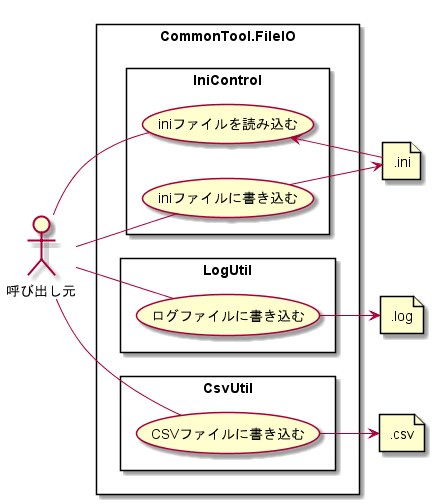 CommonTool.FileIO
IniControl
iniファイルを読み込む
.ini
iniファイルに書き込む
呼び出し元
LogUtil
ログファイルに書き込む
.log
CsvUtil
CSVファイルに書き込む
.csv